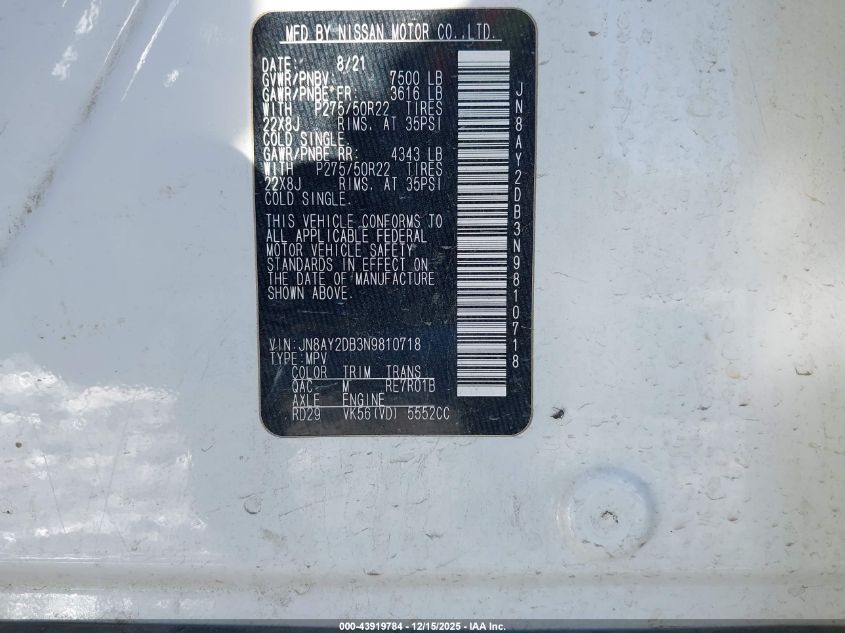 MFD BY NISSAN MOTOR CO.,LTD.
DATE: 8/21
GVWR/PNBV: 7500 LB
GAWR/PNBE FR: 3616 LB
WITH P275/50R22 TIRES
22X8J RIMS. AT 35PSI
COLD SINGLE.
GAWR/PNBE RR: 4343 LB
WITH P275/50R22 TIRES
22X8J RIMS. AT 35PSI
COLD SINGLE.
THIS VEHICLE CONFORMS TO
ALL APPLICABLE FEDERAL
MOTOR VEHICLE SAFETY
STANDARDS IN EFFECT ON
THE DATE OF MANUFACTURE
SHOWN ABOVE.
VIN:JN8AY2DB3N9810718
TYPE:MPV
COLOR TRIM TRANS
QAC M RE7R01B
AXLE ENGINE
RD29 VK56(VD) 5552CC
JN8AY2DB3N9810718
000-43919784 - 12/15/2025 - IAA Inc.